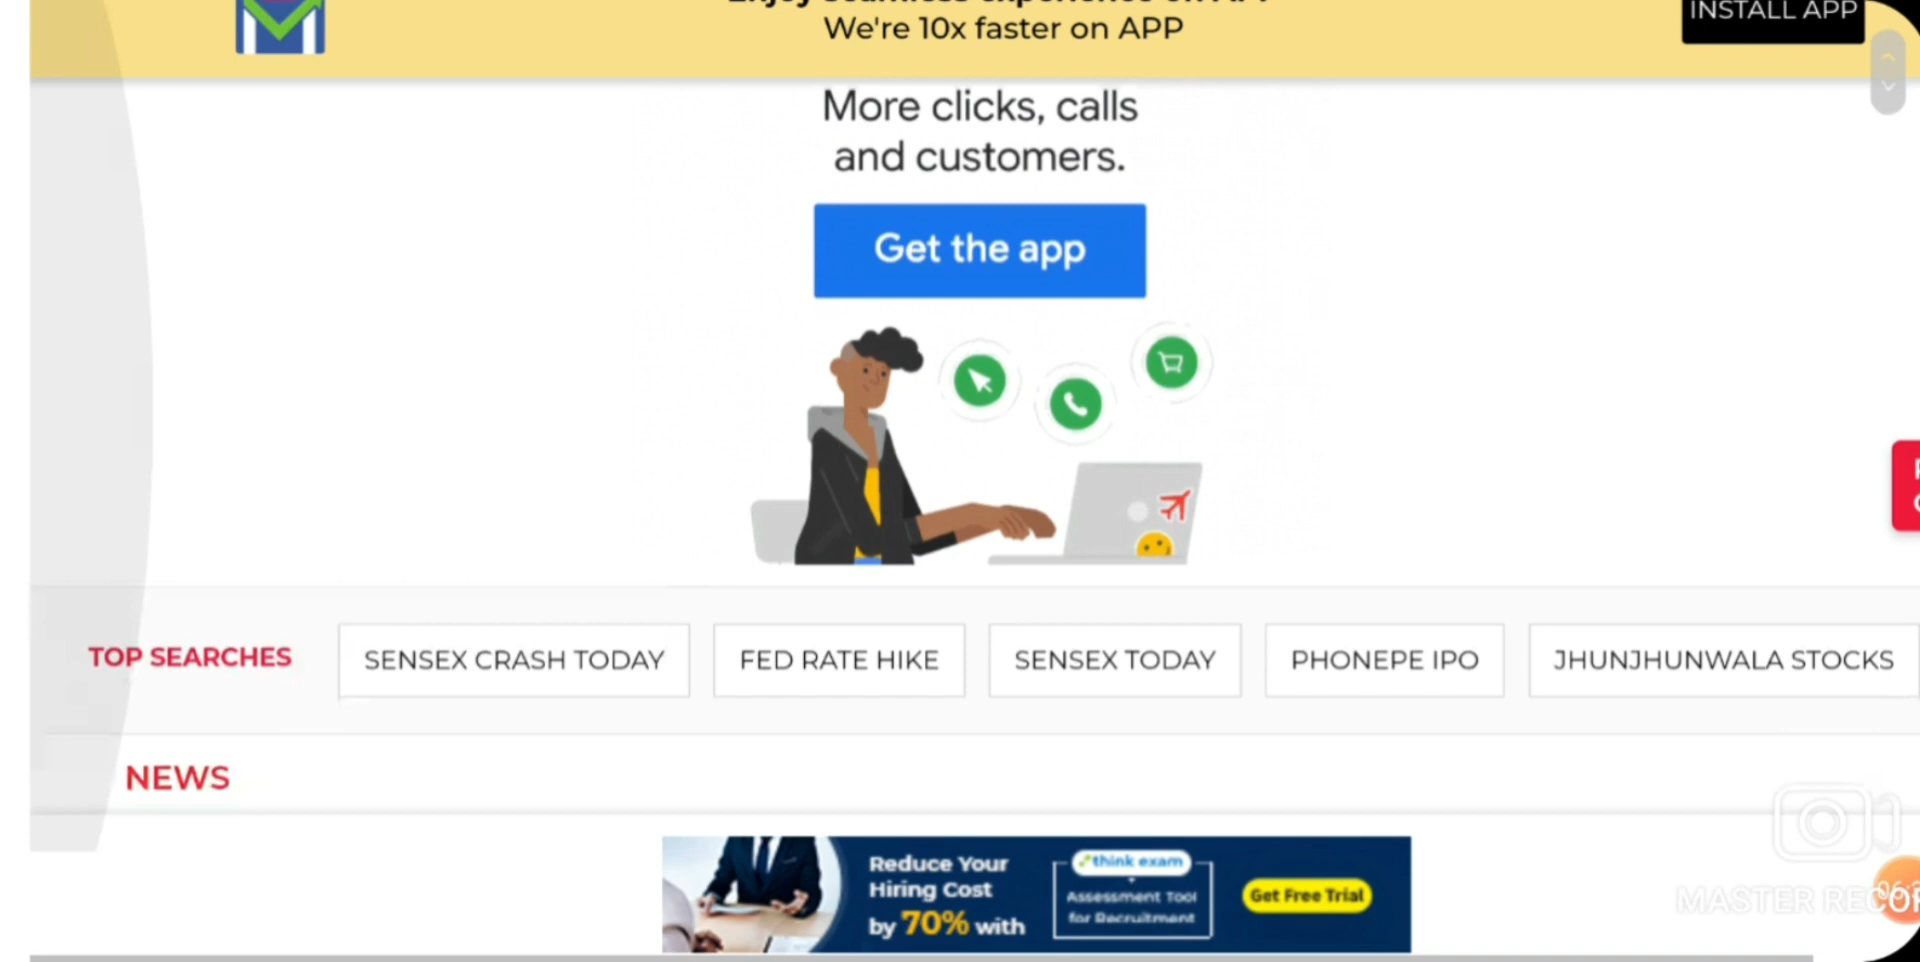 We're 10x faster on APP
INSTALL APP
More clicks, calls
and customers.
Get the app
TOP SEARCHES
SENSEX CRASH TODAY
FED RATE HIKE
SENSEX TODAY
PHONEPE IPO
JHUNJHUNWALA STOCKS
NEWS
Reduce Your
Hiring Cost
by 70% with
think exam
Assessment Tool
for Recruitment
Get Free Trial
MASTER